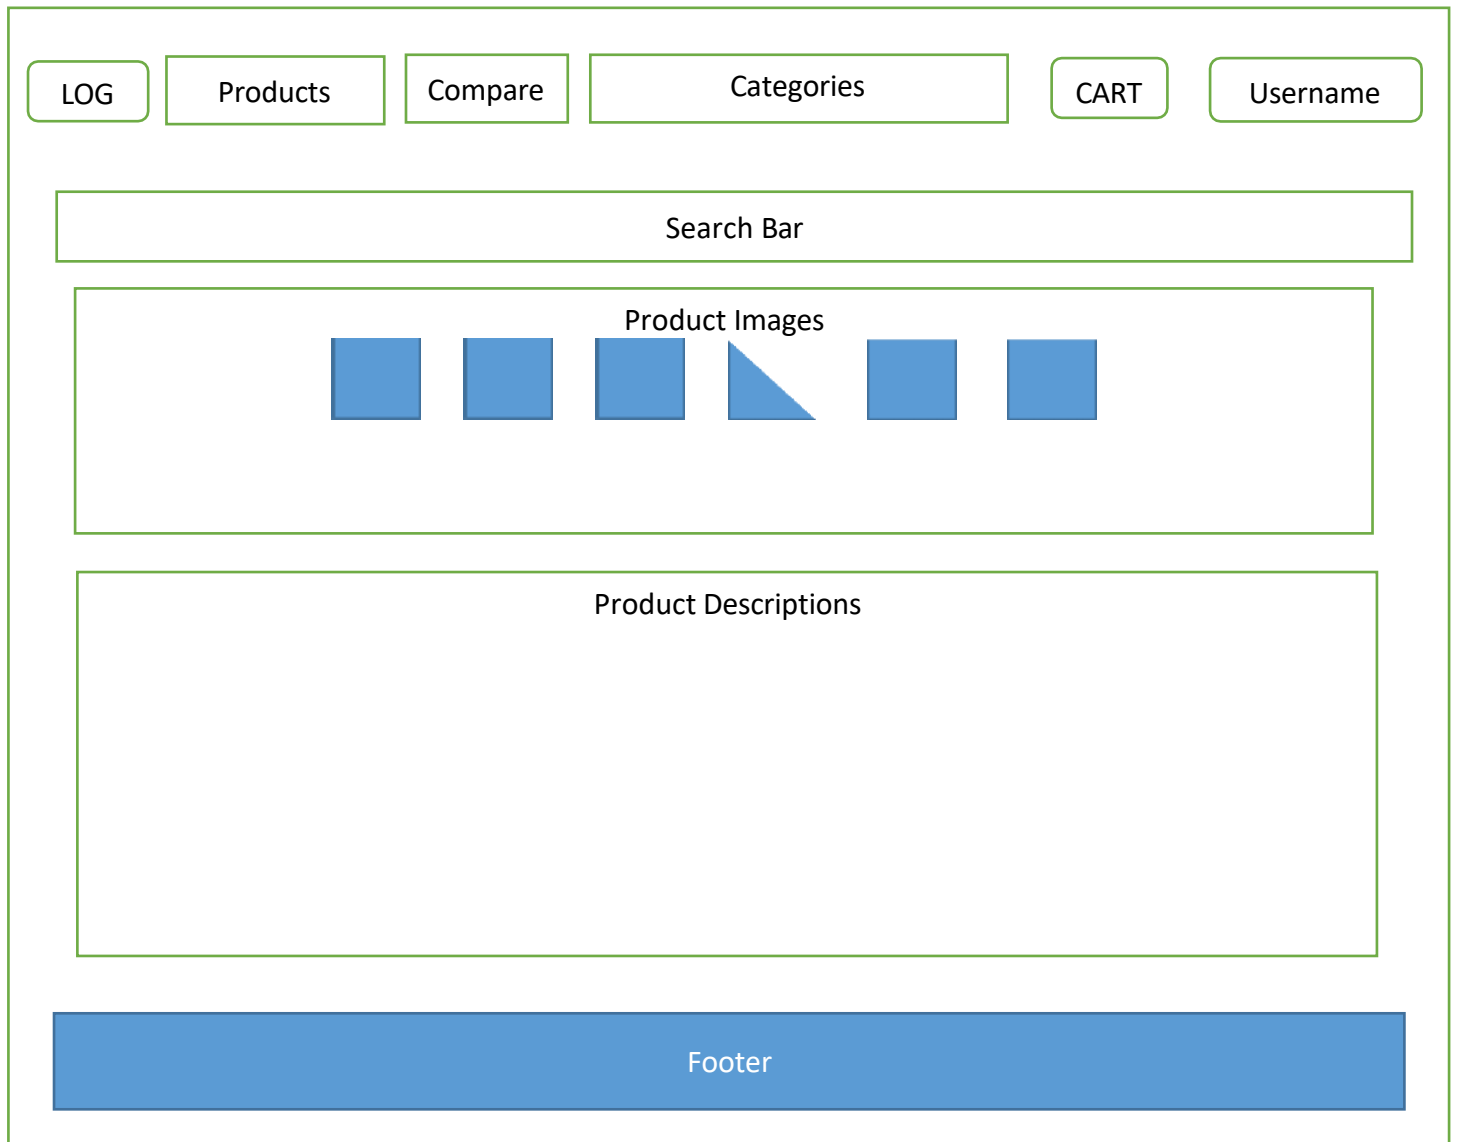 LOG
Products
Compare
Categories
CART
Username
Search Bar
Product Images
Product Descriptions
Footer